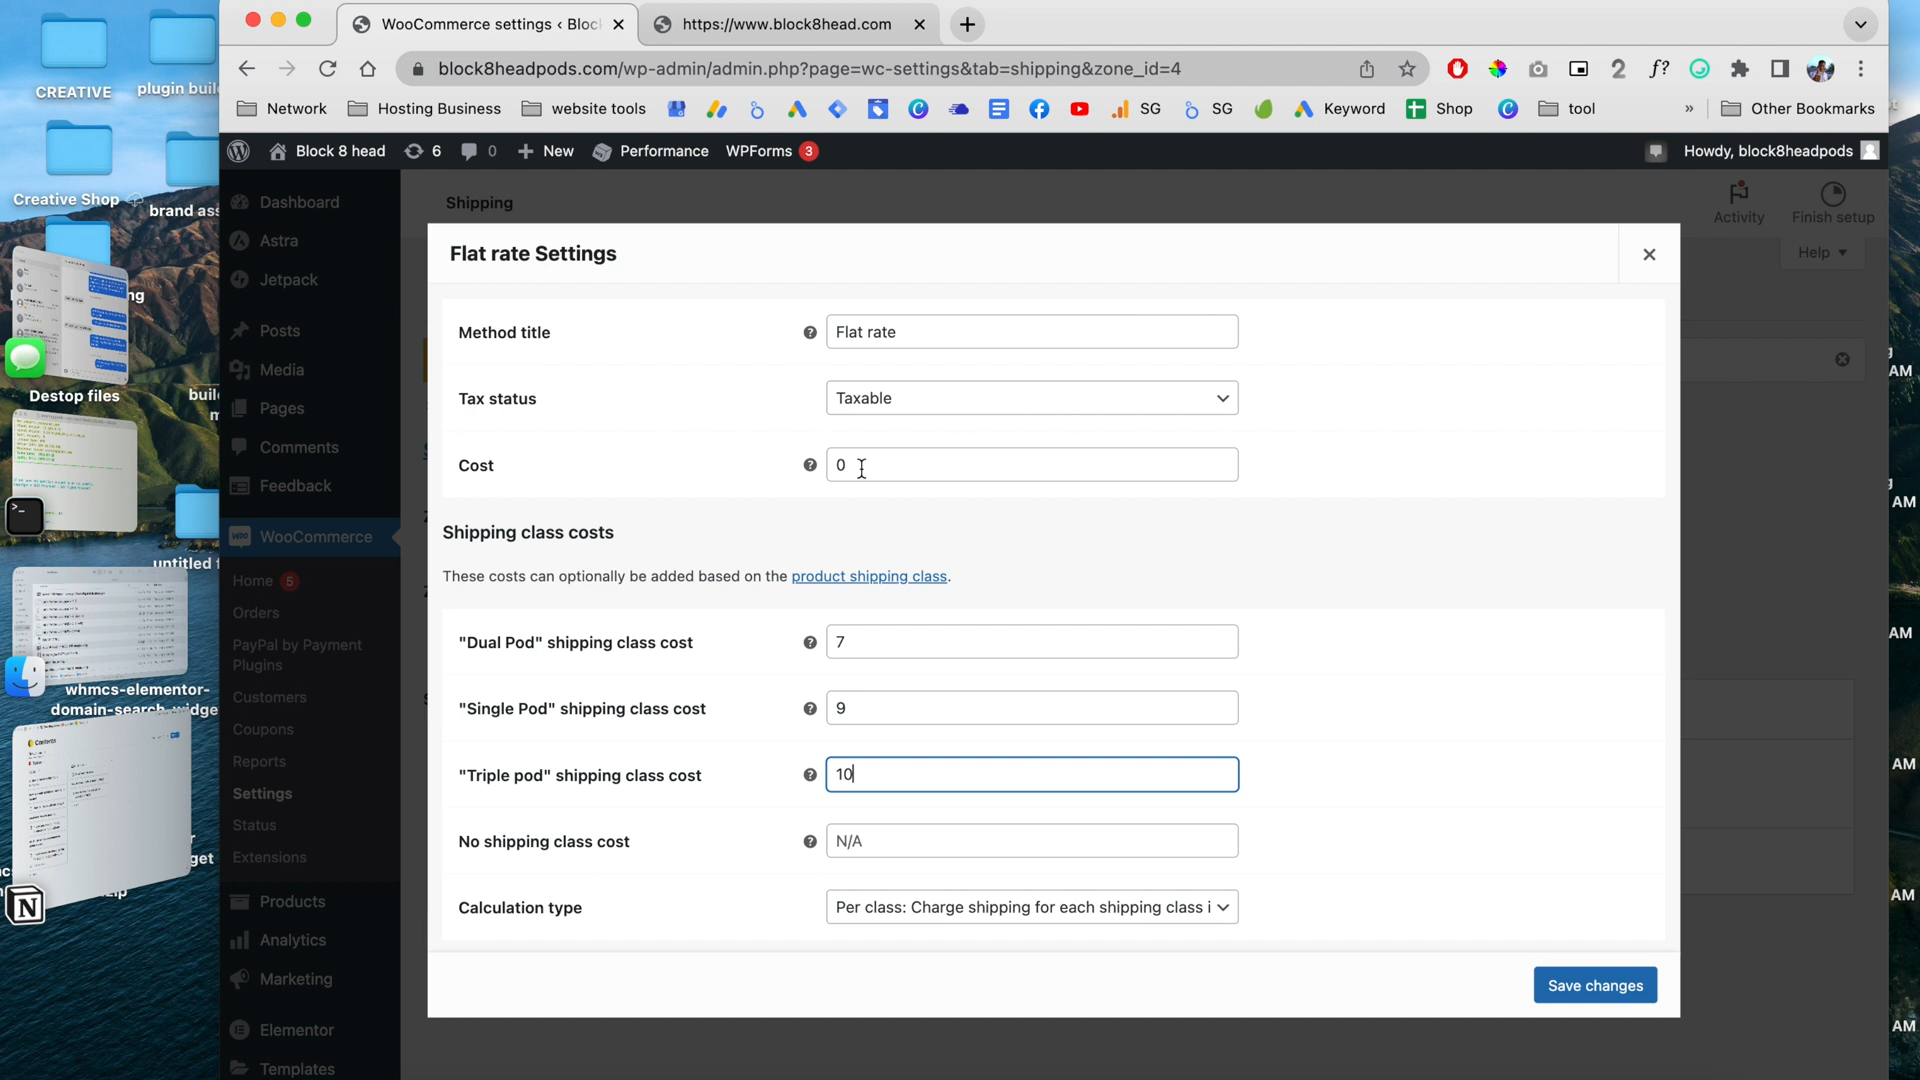 WooCommerce settings ‹ Bloc
https://www.block8head.com
block8headpods.com/wp-admin/admin.php?page=wc-settings&tab=shipping&zone_id=4
Network
Hosting Business
website tools
SG
SG
Keyword
Shop
tool
»
Other Bookmarks
Block 8 head
6
0
New
Performance
WPForms 3
Howdy, block8headpods
CREATIVE
plugin buil
Creative Shop
brand ass
ng
Destop files
buil
untitled f
whmcs-elementor-
domain-search-widge
get
zip
Dashboard
Astra
Jetpack
Posts
Media
Pages
Comments
Feedback
WooCommerce
Home 5
Orders
PayPal by Payment
Plugins
Customers
Coupons
Reports
Settings
Status
Extensions
Products
Analytics
Marketing
Elementor
Templates
Shipping
Activity
Finish setup
Help
Flat rate Settings
Method title
Flat rate
Tax status
Taxable
Cost
0
Shipping class costs
These costs can optionally be added based on the product shipping class.
"Dual Pod" shipping class cost
7
"Single Pod" shipping class cost
9
"Triple pod" shipping class cost
10
No shipping class cost
N/A
Calculation type
Per class: Charge shipping for each shipping class i
Save changes
AM
AM
AM
AM
AM
AM